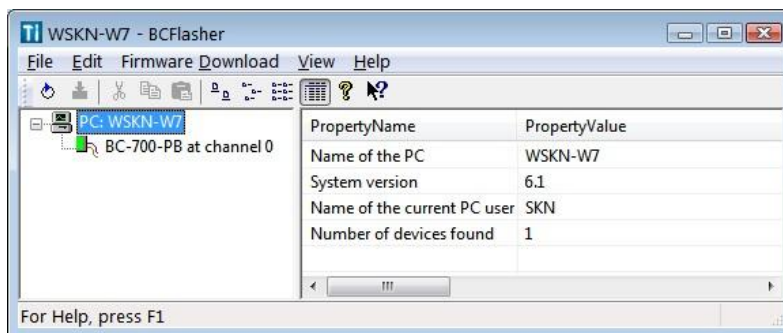 WSKN-W7 - BCFlasher
File Edit Firmware Download View Help
PC: WSKN-W7
BC-700-PB at channel 0
PropertyName PropertyValue
Name of the PC WSKN-W7
System version 6.1
Name of the current PC user SKN
Number of devices found 1
For Help, press F1